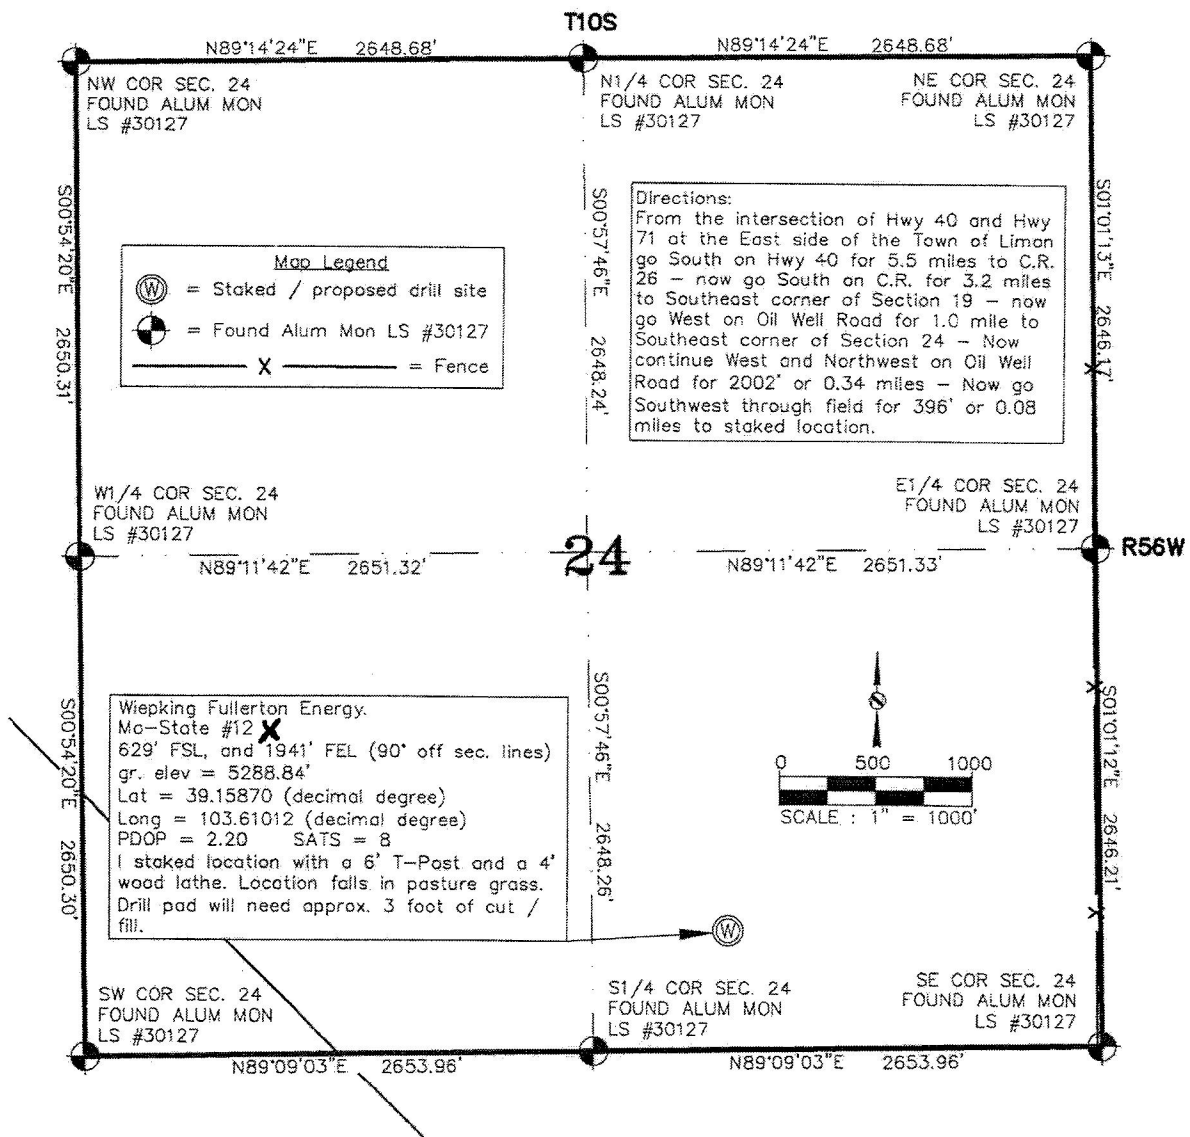 T10S
N89°14'24"E 2648.68'
N89°14'24"E 2648.68'
NW COR SEC. 24
FOUND ALUM MON
LS #30127
N1/4 COR SEC. 24
FOUND ALUM MON
LS #30127
NE COR SEC. 24
FOUND ALUM MON
LS #30127
S00°54'20"E 2650.31'
S00°57'46"E 2648.24'
S01°01'13"E 2646.17'
Map Legend
W = Staked / proposed drill site
= Found Alum Mon LS #30127
X = Fence
Directions:
From the intersection of Hwy 40 and Hwy
71 at the East side of the Town of Limon
go South on Hwy 40 for 5.5 miles to C.R.
26 – now go South on C.R. for 3.2 miles
to Southeast corner of Section 19 – now
go West on Oil Well Road for 1.0 mile to
Southeast corner of Section 24 – Now
continue West and Northwest on Oil Well
Road for 2002' or 0.34 miles – Now go
Southwest through field for 396' or 0.08
miles to staked location.
X
W1/4 COR SEC. 24
FOUND ALUM MON
LS #30127
E1/4 COR SEC. 24
FOUND ALUM MON
LS #30127
24
R56W
N89°11'42"E 2651.32'
N89°11'42"E 2651.33'
S00°54'20"E 2650.30'
S00°57'46"E 2648.26'
S01°01'12"E 2646.21'
X
X
Wiepking Fullerton Energy.
Mc–State #12 X
629' FSL, and 1941' FEL (90° off sec. lines)
gr. elev = 5288.84'
Lat = 39.15870 (decimal degree)
Long = 103.61012 (decimal degree)
PDOP = 2.20 SATS = 8
I staked location with a 6' T–Post and a 4'
wood lathe. Location falls in pasture grass.
Drill pad will need approx. 3 foot of cut /
fill.
0 500 1000
SCALE : 1" = 1000'
W
SW COR SEC. 24
FOUND ALUM MON
LS #30127
S1/4 COR SEC. 24
FOUND ALUM MON
LS #30127
SE COR SEC. 24
FOUND ALUM MON
LS #30127
N89°09'03"E 2653.96'
N89°09'03"E 2653.96'